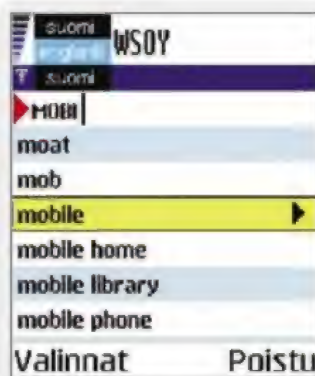 suomi
englanti WSOY
suomi
MOBI
moat
mob
mobile
mobile home
mobile library
mobile phone
Valinnat Poistu